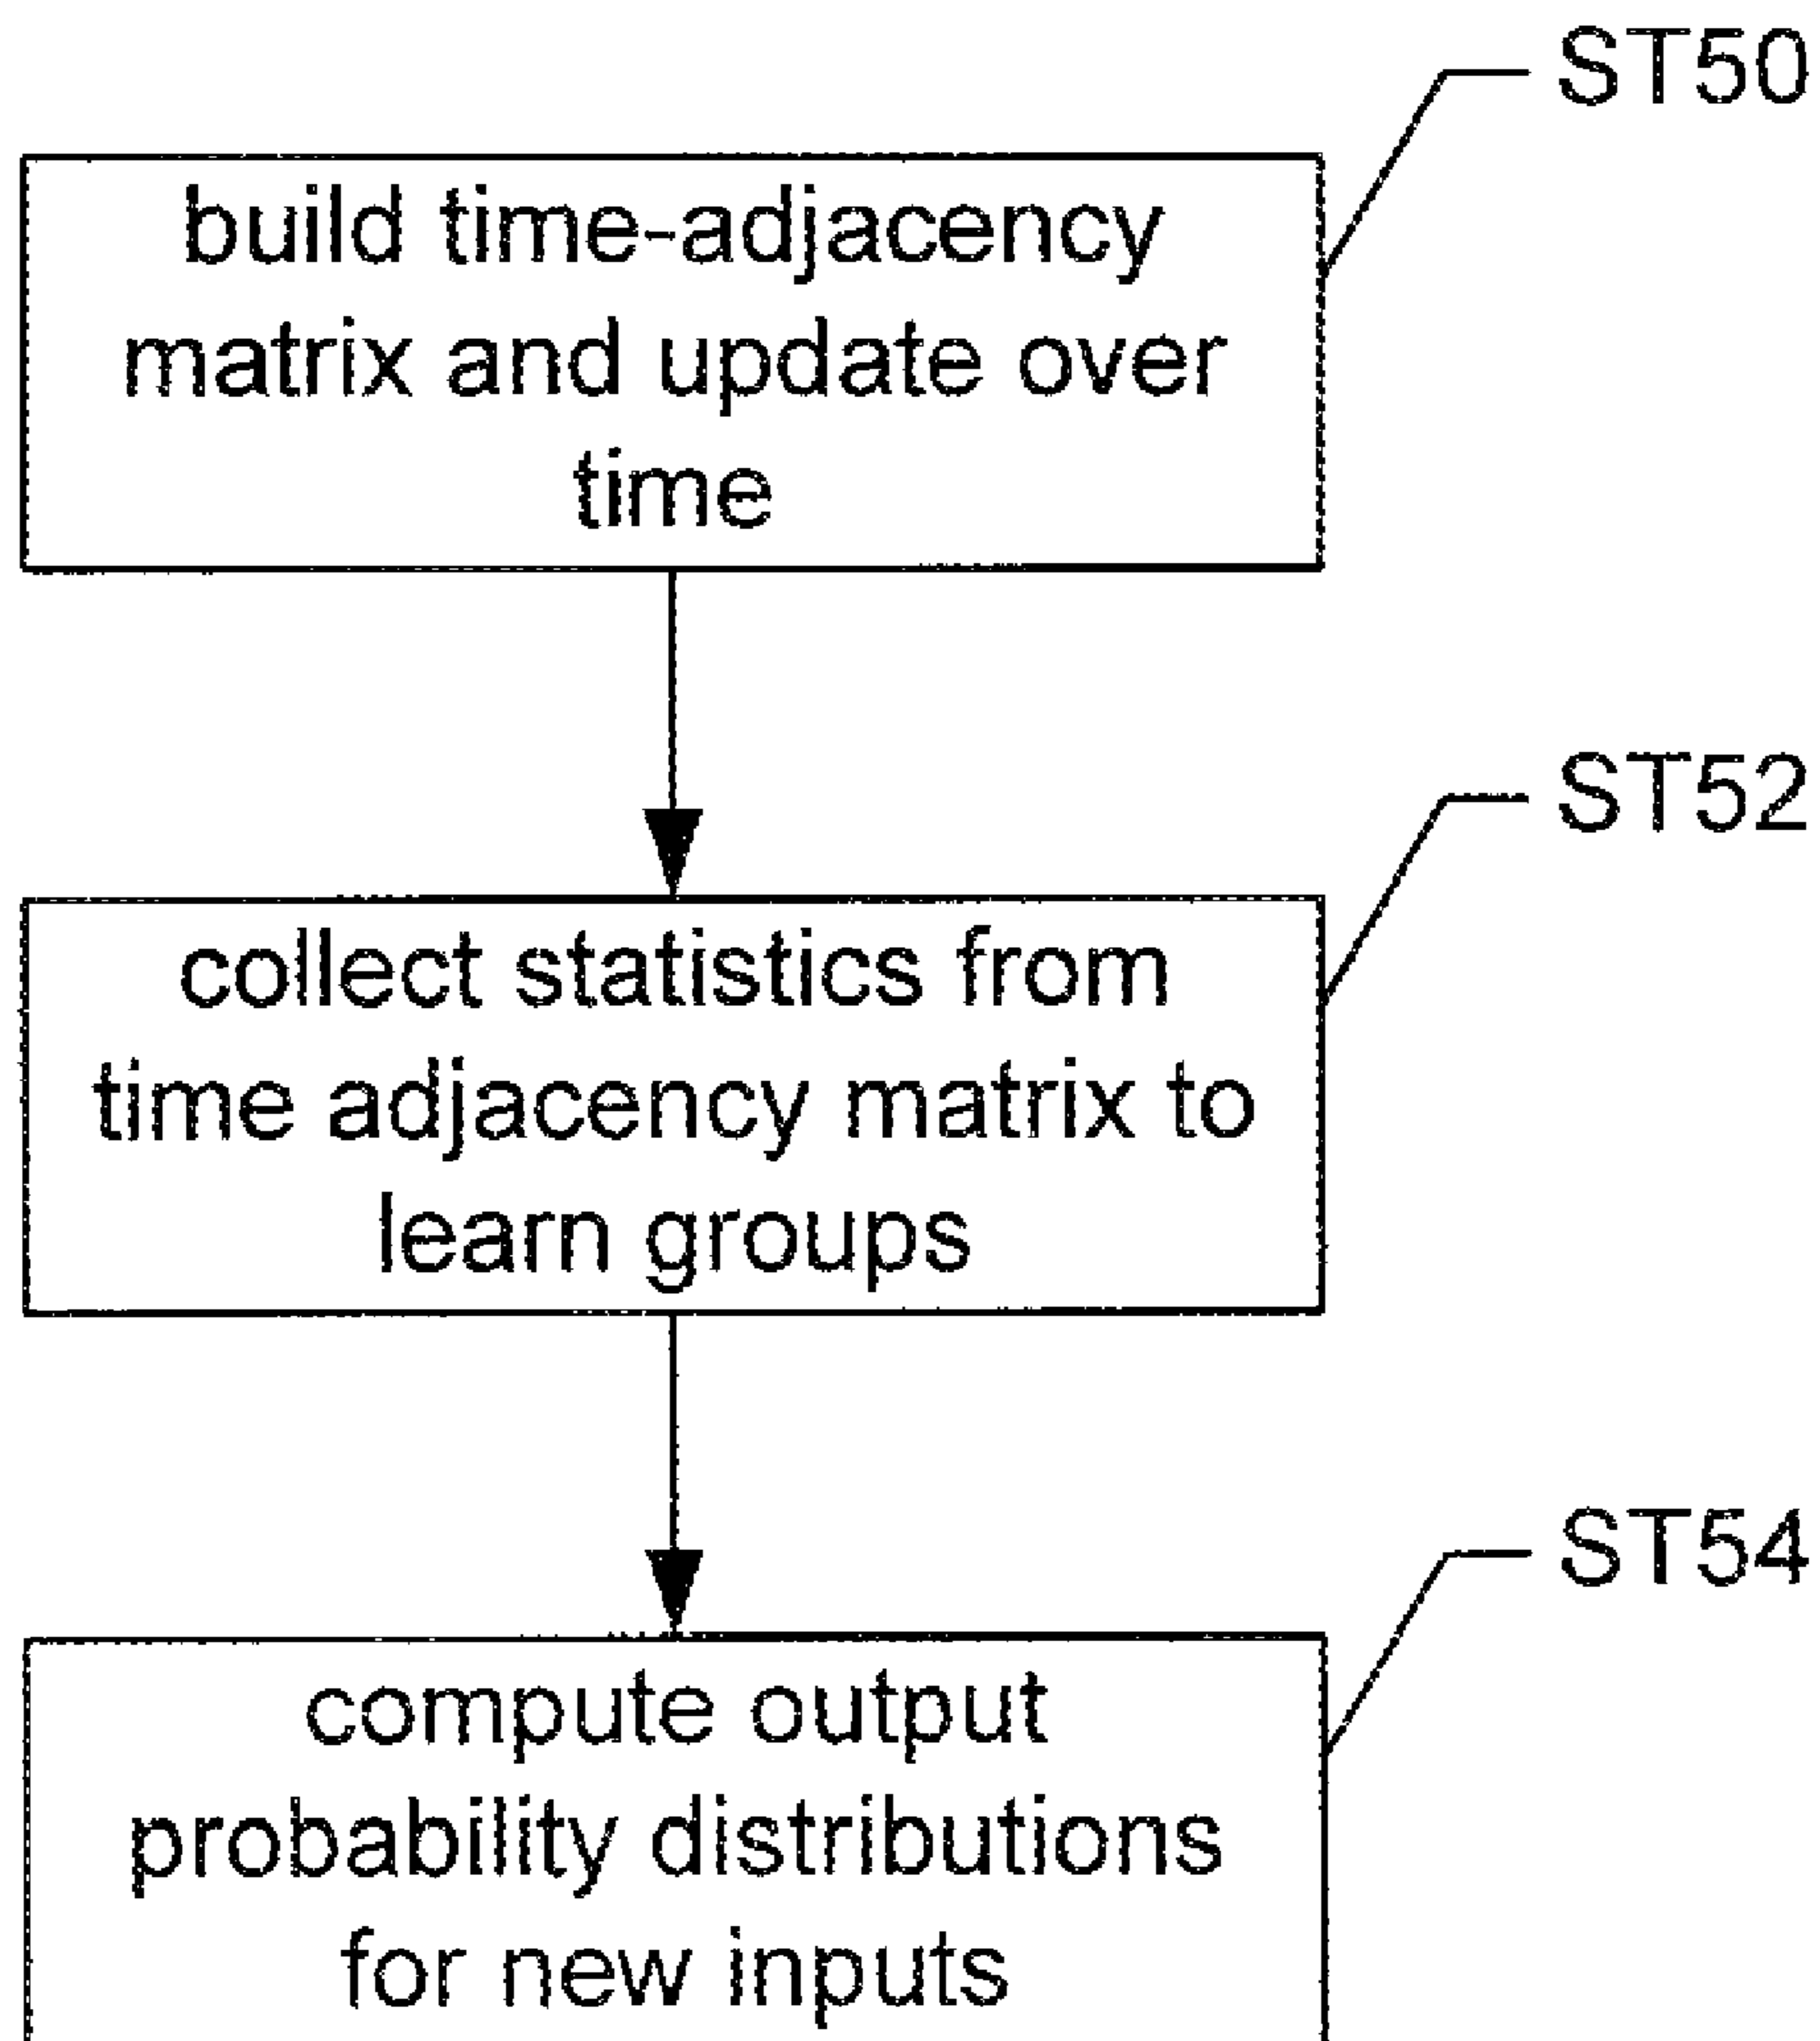 ST50
build time-adjacency
matrix and update over
time
ST52
collect statistics from
time adjacency matrix to
learn groups
ST54
compute output
probability distributions
for new inputs